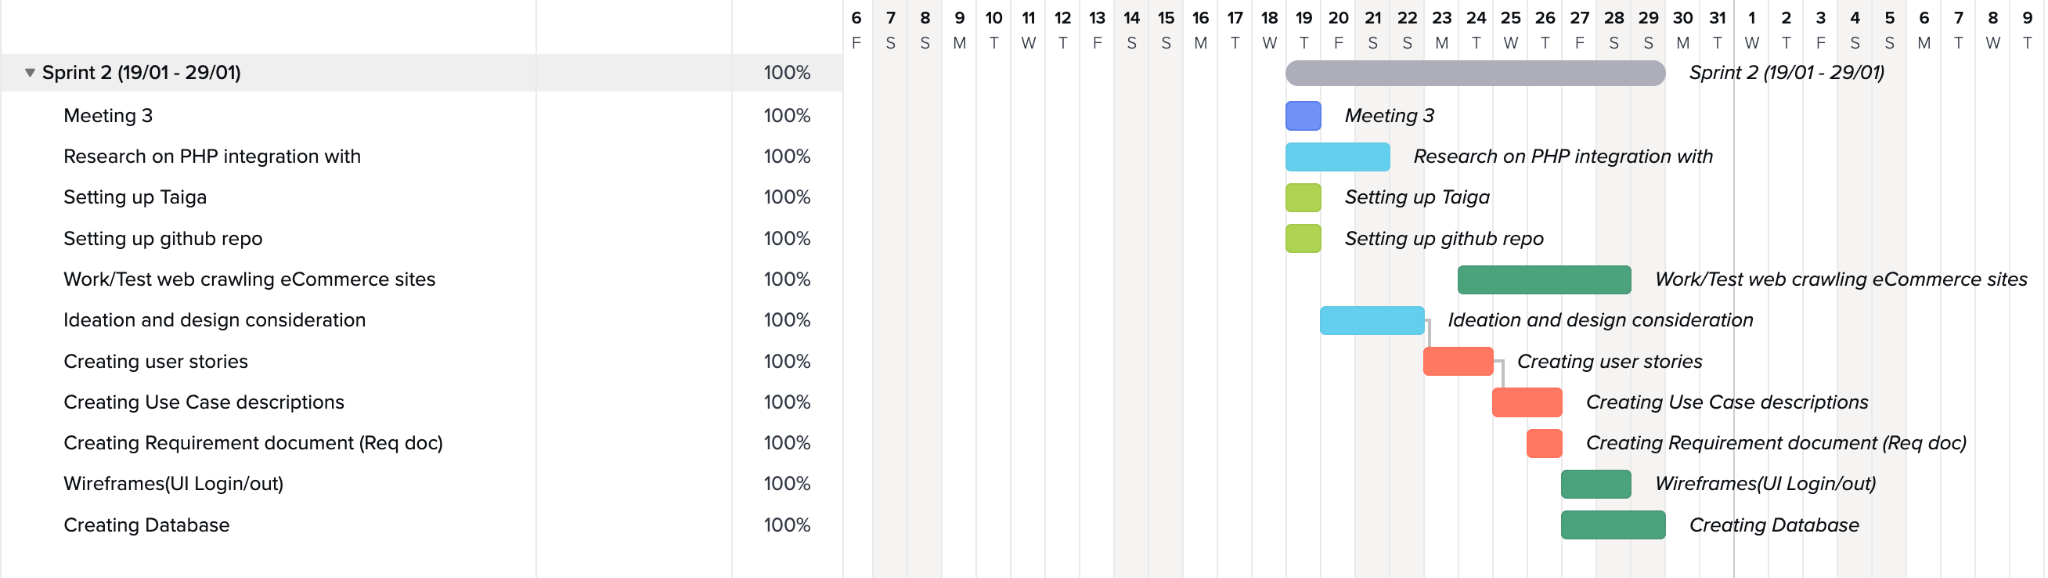 6 7 8 9 10 11 12 13 14 15 16 17 18 19 20 21 22 23 24 25 26 27 28 29 30 31 1 2 3 4 5 6 7 8 9
F S S M T W T F S S M T W T F S S M T W T F S S M T W T F S S M T W T
▼ Sprint 2 (19/01 - 29/01) 100% Sprint 2 (19/01 - 29/01)
Meeting 3 100% Meeting 3
Research on PHP integration with 100% Research on PHP integration with
Setting up Taiga 100% Setting up Taiga
Setting up github repo 100% Setting up github repo
Work/Test web crawling eCommerce sites 100% Work/Test web crawling eCommerce sites
Ideation and design consideration 100% Ideation and design consideration
Creating user stories 100% Creating user stories
Creating Use Case descriptions 100% Creating Use Case descriptions
Creating Requirement document (Req doc) 100% Creating Requirement document (Req doc)
Wireframes(UI Login/out) 100% Wireframes(UI Login/out)
Creating Database 100% Creating Database